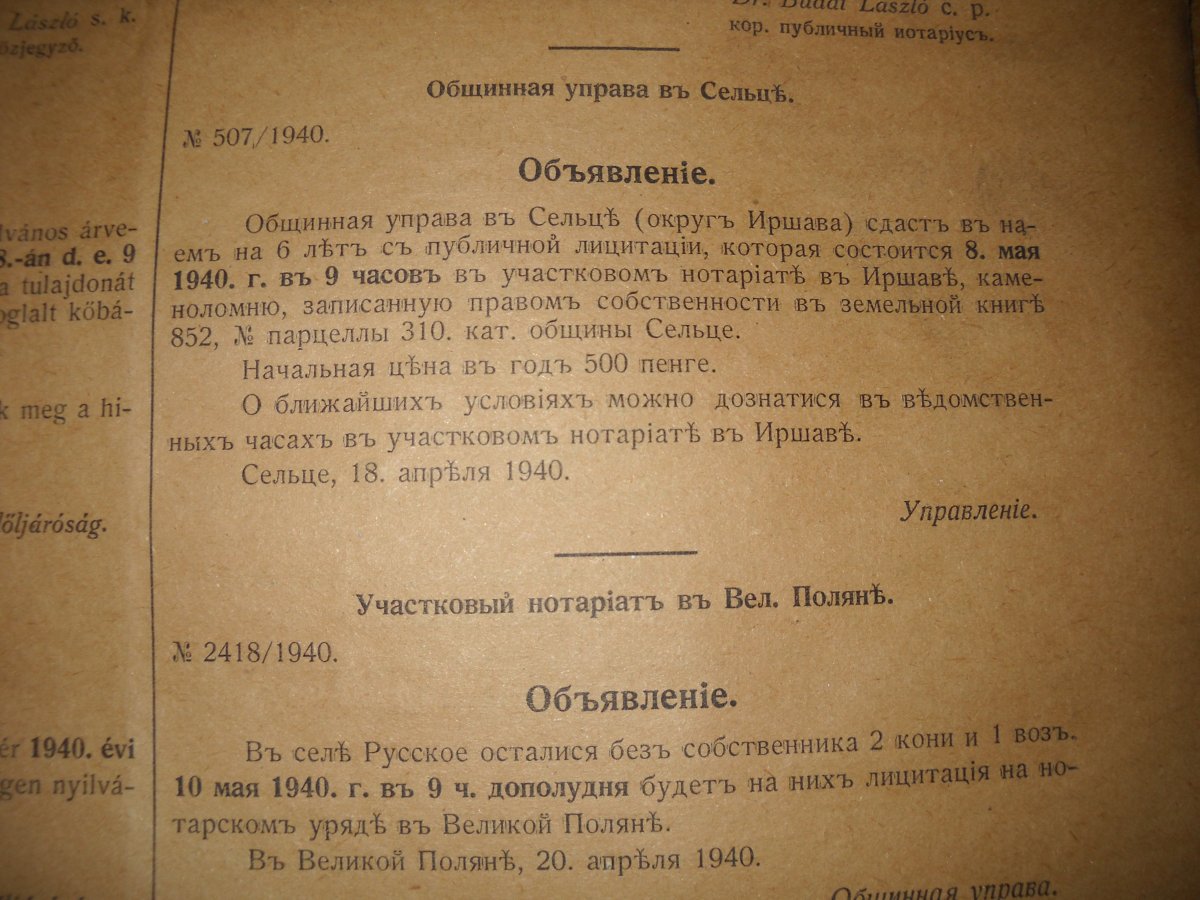 László s. k.
özjegyző.
lvános árve-
8.-án d. e. 9
a tulajdonát
oglalt kőbá-
k meg a hi-
lőljáróság.
ér 1940. évi
gen nyilvá-
Dr. Budai László с. р.
кор. публичный нотаріусъ.
Общинная управа въ Сельцѣ.
№ 507/1940.
Объявленіе.
Общинная управа въ Сельцѣ (округъ Иршава) сдастъ въ на-
емъ на 6 лѣтъ съ публичной лицитаціи, которая состоится 8. мая
1940. г. въ 9 часовъ въ участковомъ нотаріатѣ въ Иршавѣ, каме-
ноломню, записанную правомъ собственности въ земельной книгѣ
852, № парцеллы 310. кат. общины Сельце.
Начальная цѣна въ годъ 500 пенге.
О ближайшихъ условіяхъ можно дознатися въ вѣдомствен-
ныхъ часахъ въ участковомъ нотаріатѣ въ Иршавѣ.
Сельце, 18. апрѣля 1940.
Управленіе.
Участковый нотаріатъ въ Вел. Полянѣ.
№ 2418/1940.
Объявленіе.
Въ селѣ Русское осталися безъ собственника 2 кони и 1 возъ.
10 мая 1940. г. въ 9 ч. дополудня будетъ на нихъ лицитація на но-
тарскомъ урядѣ въ Великой Полянѣ.
Въ Великой Полянѣ, 20. апрѣля 1940.
Общинная управа.